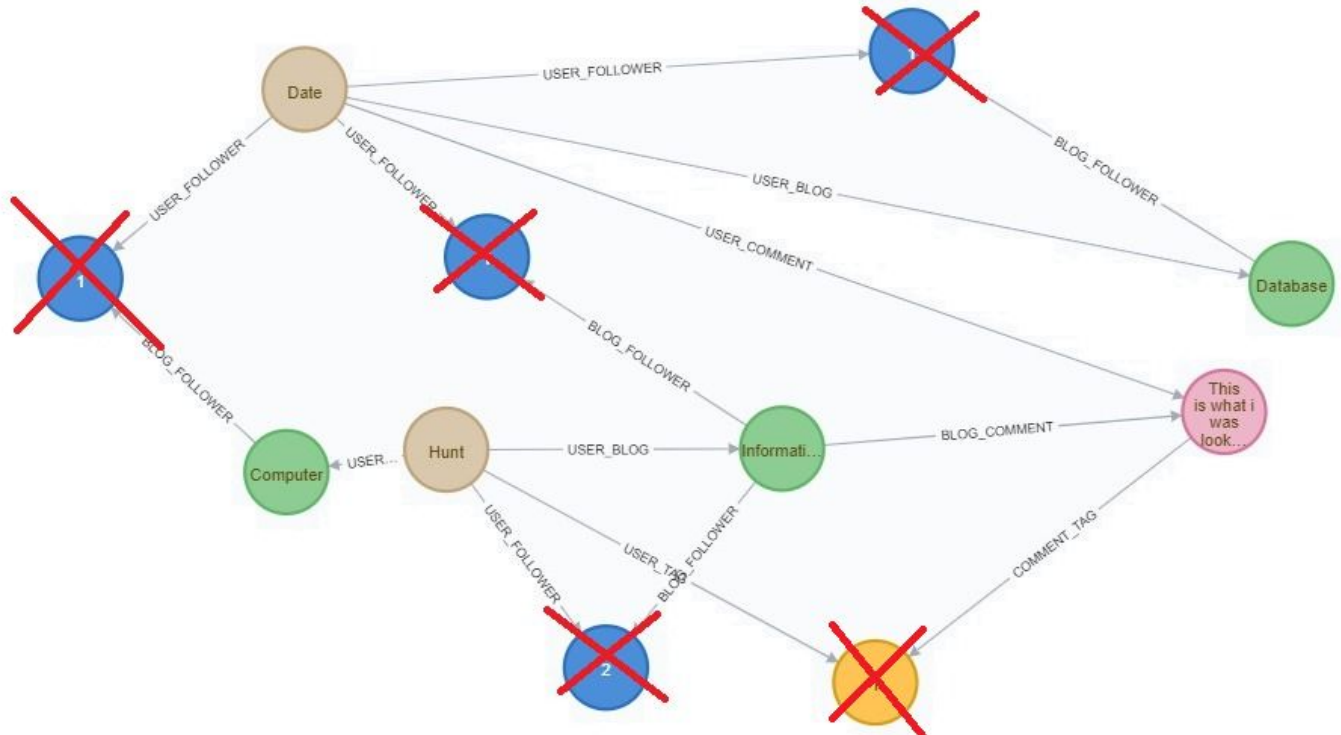 Date
USER_FOLLOWER
USER_FOLLOWER
USER_FOLLOWER
BLOG_FOLLOWER
USER_BLOG
USER_COMMENT
Database
1
BLOG_FOLLOWER
BLOG_FOLLOWER
This
is what i
was
look...
BLOG_COMMENT
Computer
USER...
Hunt
USER_BLOG
Informati...
USER_FOLLOWER
USER_TAG
BLOG_FOLLOWER
COMMENT_TAG
2